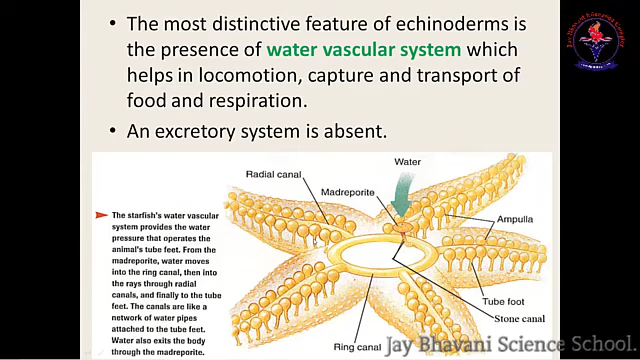 • The most distinctive feature of echinoderms is
the presence of water vascular system which
helps in locomotion, capture and transport of
food and respiration.
• An excretory system is absent.
Water
Radial canal
Madreporite
The starfish's water vascular
system provides the water
pressure that operates the
animal's tube feet. From the
madreporite, water moves
into the ring canal, then into
the rays through radial
canals, and finally to the tube
feet. The canals are like a
network of water pipes
attached to the tube feet.
Water also exits the body
through the madreporite.
Ampulla
Tube foot
Stone canal
Ring canal
Jay Bhavani Science School.